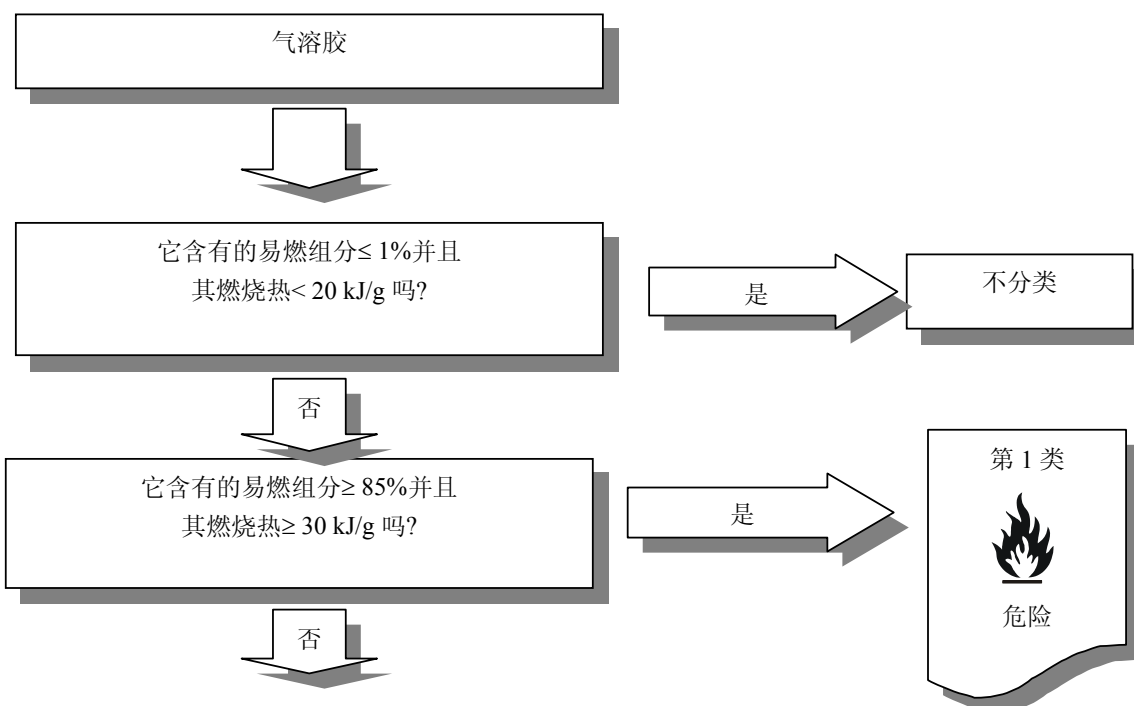 气溶胶
它含有的易燃组分≤ 1%并且
其燃烧热< 20 kJ/g 吗?
是
不分类
否
它含有的易燃组分≥ 85%并且
其燃烧热≥ 30 kJ/g 吗?
是
第 1 类
危险
否